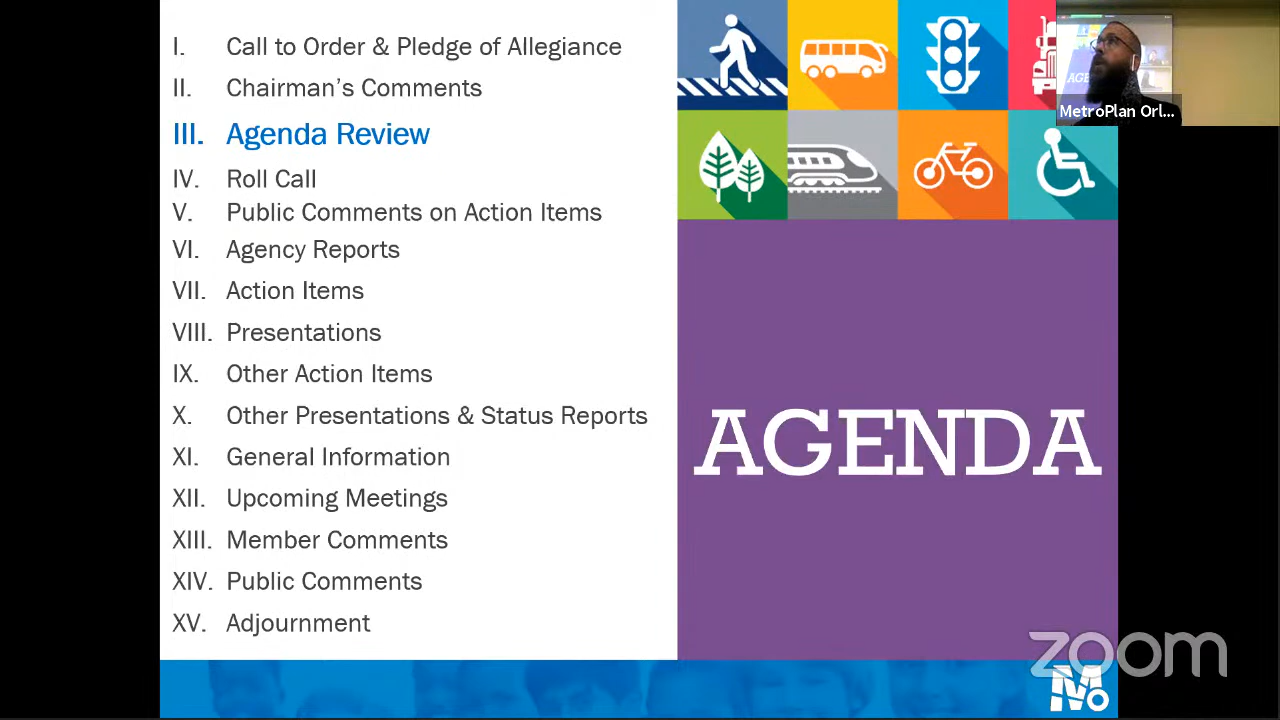 I. Call to Order & Pledge of Allegiance
II. Chairman’s Comments
III. Agenda Review
IV. Roll Call
V. Public Comments on Action Items
VI. Agency Reports
VII. Action Items
VIII. Presentations
IX. Other Action Items
X. Other Presentations & Status Reports
XI. General Information
XII. Upcoming Meetings
XIII. Member Comments
XIV. Public Comments
XV. Adjournment
MetroPlan Orl...
AGENDA
zoom
Mo